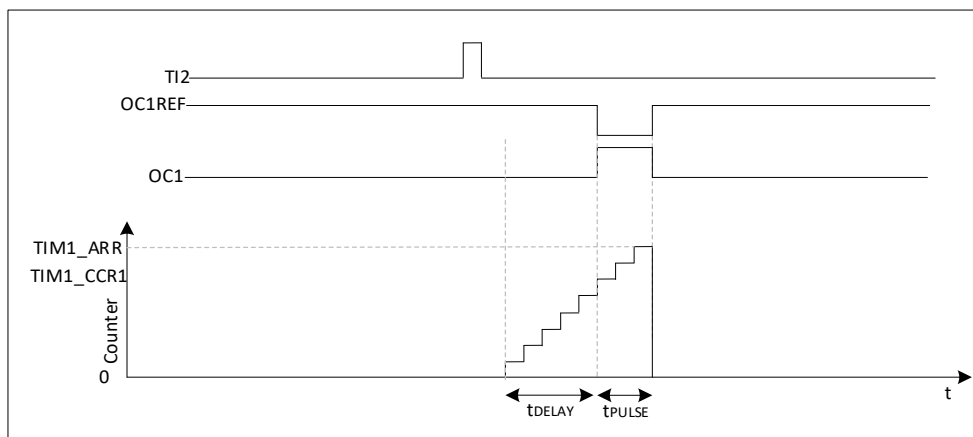 TI2
OC1REF
OC1
TIM1_ARR
TIM1_CCR1
Counter
0
t
tDELAY
tPULSE